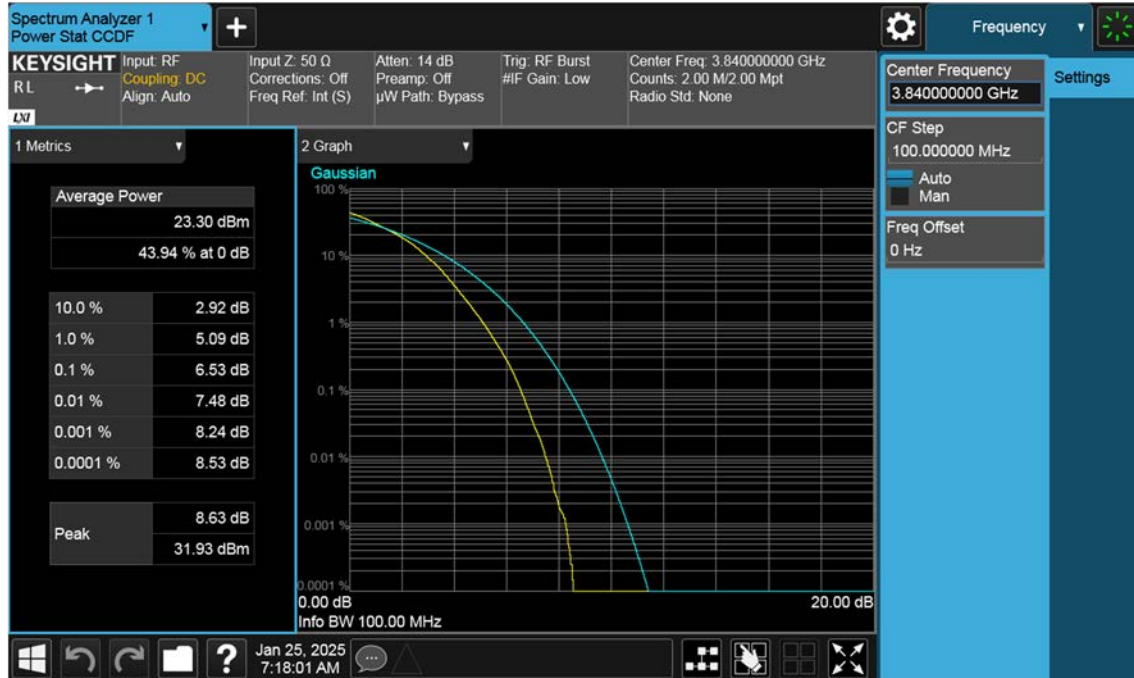 Spectrum Analyzer 1
Power Stat CCDF
Frequency
KEYSIGHT
RL
LXI
Input: RF
Coupling: DC
Align: Auto
Input Z: 50 Ω
Corrections: Off
Freq Ref: Int (S)
Atten: 14 dB
Preamp: Off
µW Path: Bypass
Trig: RF Burst
#IF Gain: Low
Center Freq: 3.840000000 GHz
Counts: 2.00 M/2.00 Mpt
Radio Std: None
Center Frequency
3.840000000 GHz
Settings
CF Step
100.000000 MHz
Auto
Man
Freq Offset
0 Hz
1 Metrics
Average Power
23.30 dBm
43.94 % at 0 dB
10.0 % 2.92 dB
1.0 % 5.09 dB
0.1 % 6.53 dB
0.01 % 7.48 dB
0.001 % 8.24 dB
0.0001 % 8.53 dB
Peak
8.63 dB
31.93 dBm
2 Graph
Gaussian
100 %
10 %
1 %
0.1 %
0.01 %
0.001 %
0.0001 %
0.00 dB 20.00 dB
Info BW 100.00 MHz
?
Jan 25, 2025
7:18:01 AM